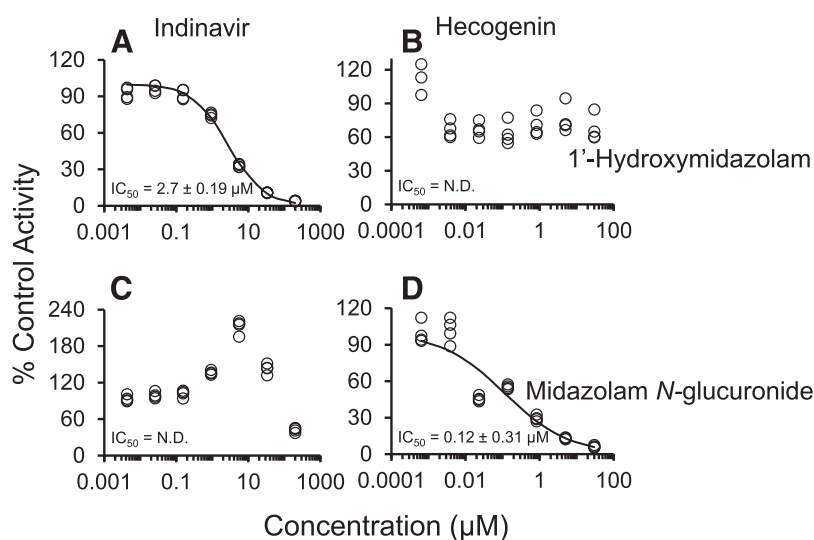 A Indinavir
B Hecogenin
120
90
60
30
0
0.001 0.1 10 1000
IC50 = 2.7 ± 0.19 µM
120
90
60
30
0
0.0001 0.01 1 100
IC50 = N.D.
1’-Hydroxymidazolam
% Control Activity
C
240
180
120
60
0
0.001 0.1 10 1000
IC50 = N.D.
D
120
90
60
30
0
0.0001 0.01 1 100
IC50 = 0.12 ± 0.31 µM
Midazolam N-glucuronide
Concentration (µM)